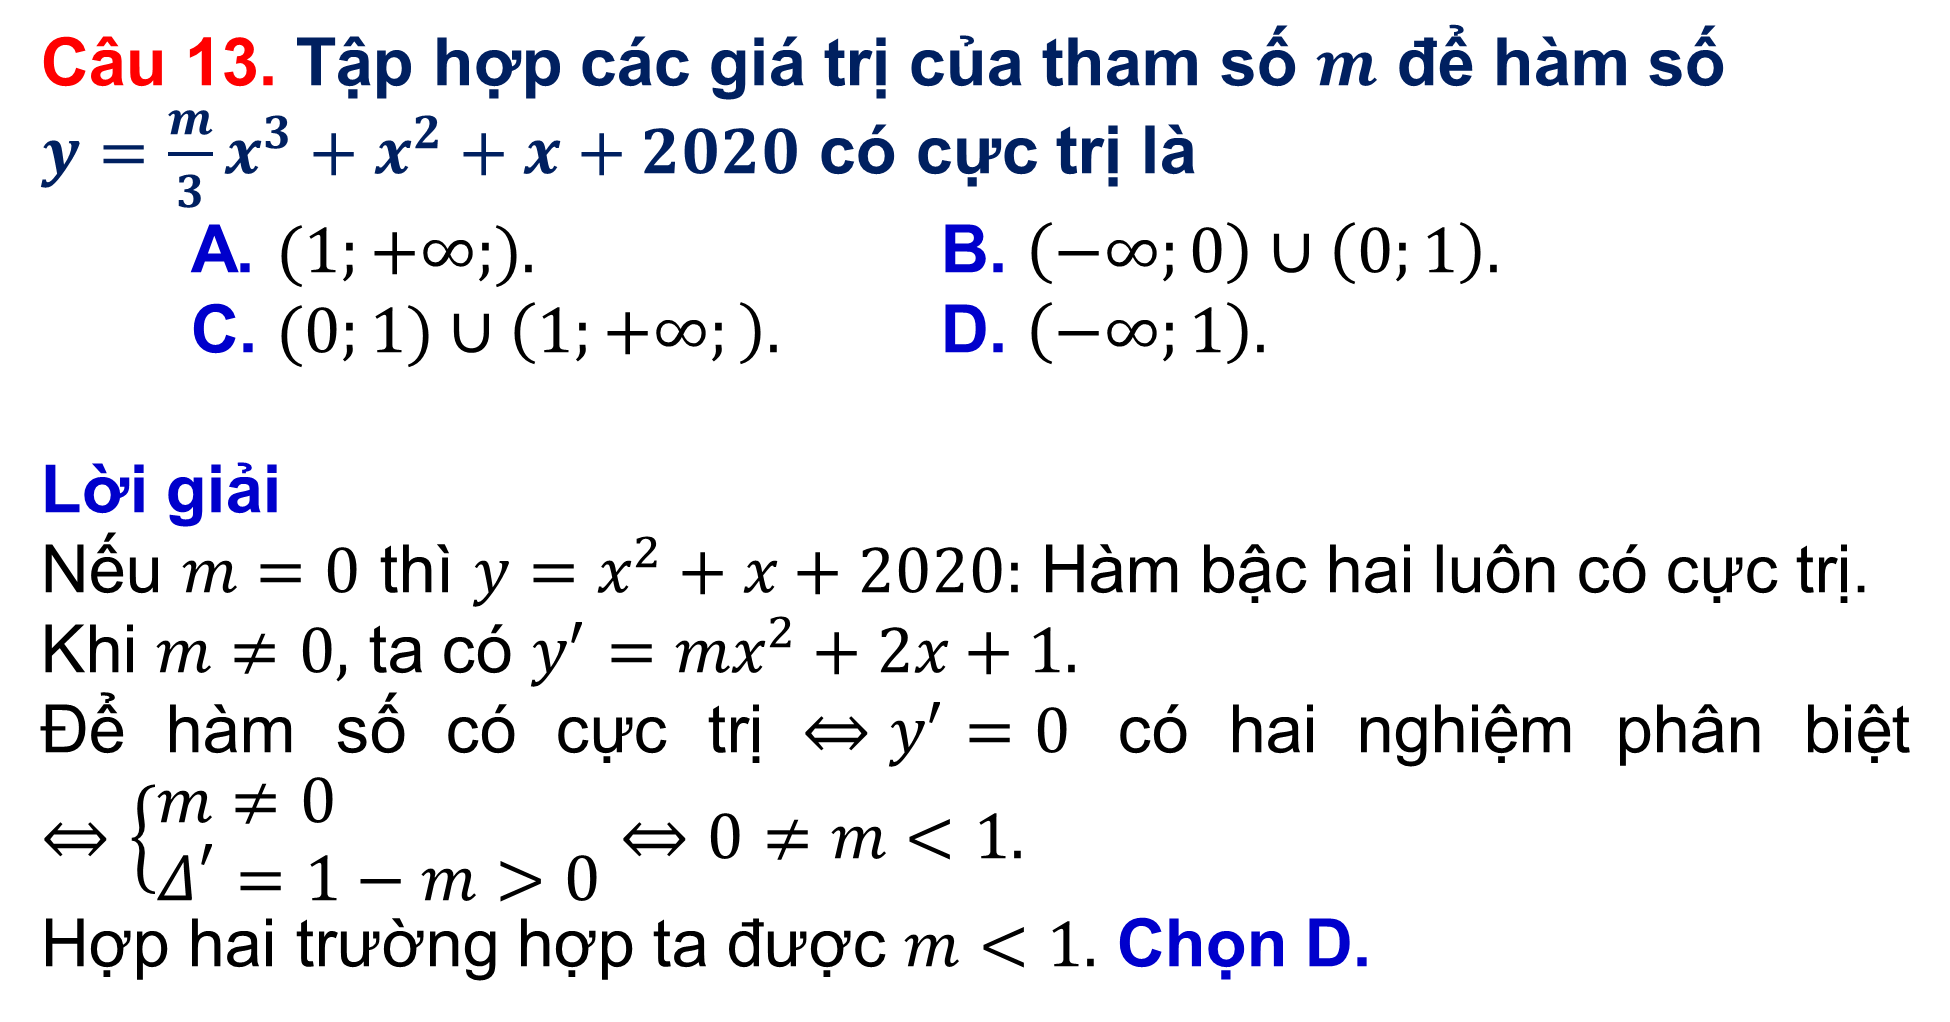 Câu 13. Tập hợp các giá trị của tham số m để hàm số
y = m/3 x³ + x² + x + 2020 có cực trị là
A. (1; +∞;). B. (−∞; 0) ∪ (0; 1).
C. (0; 1) ∪ (1; +∞; ). D. (−∞; 1).
Lời giải
Nếu m = 0 thì y = x² + x + 2020: Hàm bậc hai luôn có cực trị.
Khi m ≠ 0, ta có y′ = mx² + 2x + 1.
Để hàm số có cực trị ⇔ y′ = 0 có hai nghiệm phân biệt
⇔ { m ≠ 0
Δ′ = 1 − m > 0 ⇔ 0 ≠ m < 1.
Hợp hai trường hợp ta được m < 1. Chọn D.